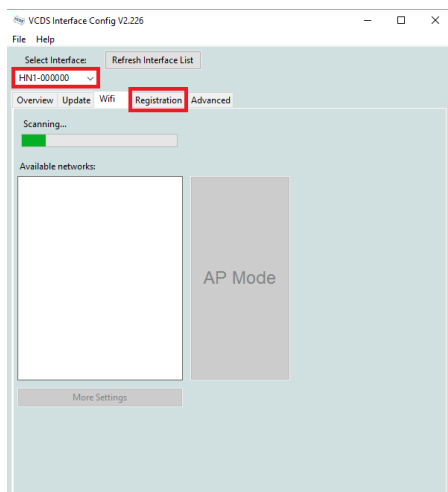 VCDS Interface Config V2.226
File Help
Select Interface: Refresh Interface List
HN1-000000
Overview Update Wifi Registration Advanced
Scanning...
Available networks:
AP Mode
More Settings